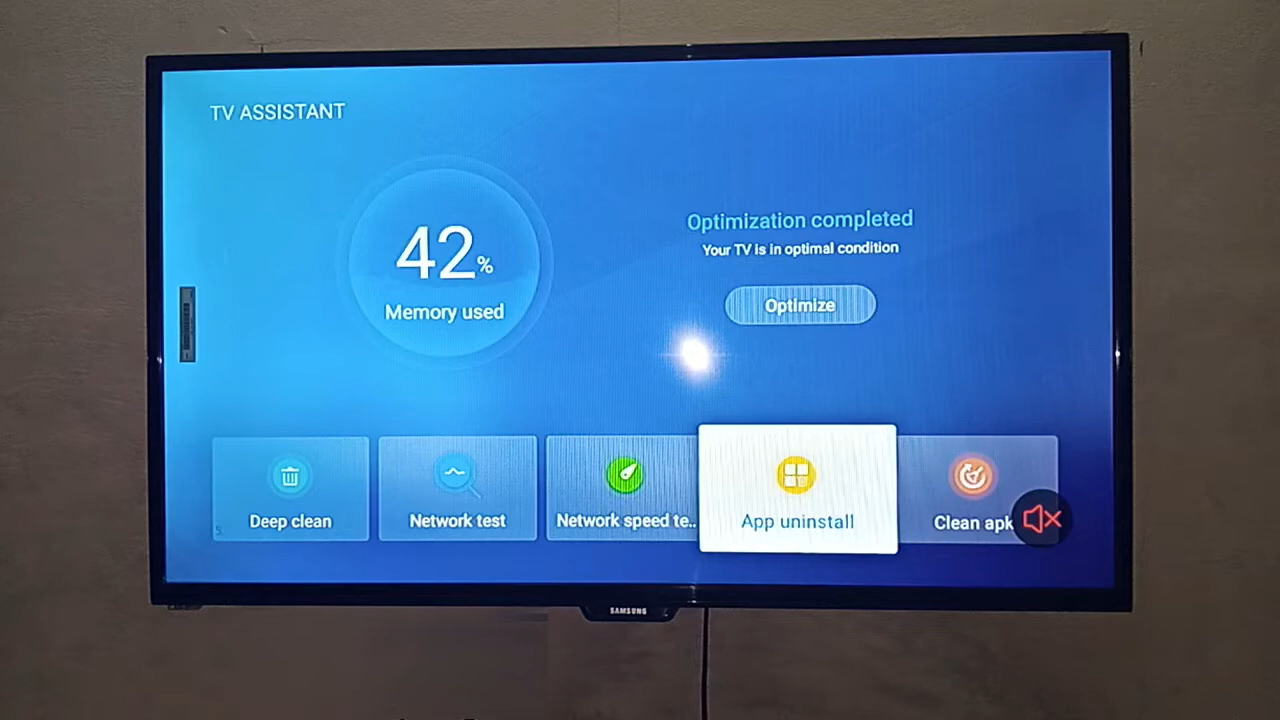 TV ASSISTANT
42%
Memory used
Optimization completed
Your TV is in optimal condition
Optimize
Deep clean
Network test
Network speed te..
App uninstall
Clean apk
SAMSUNG